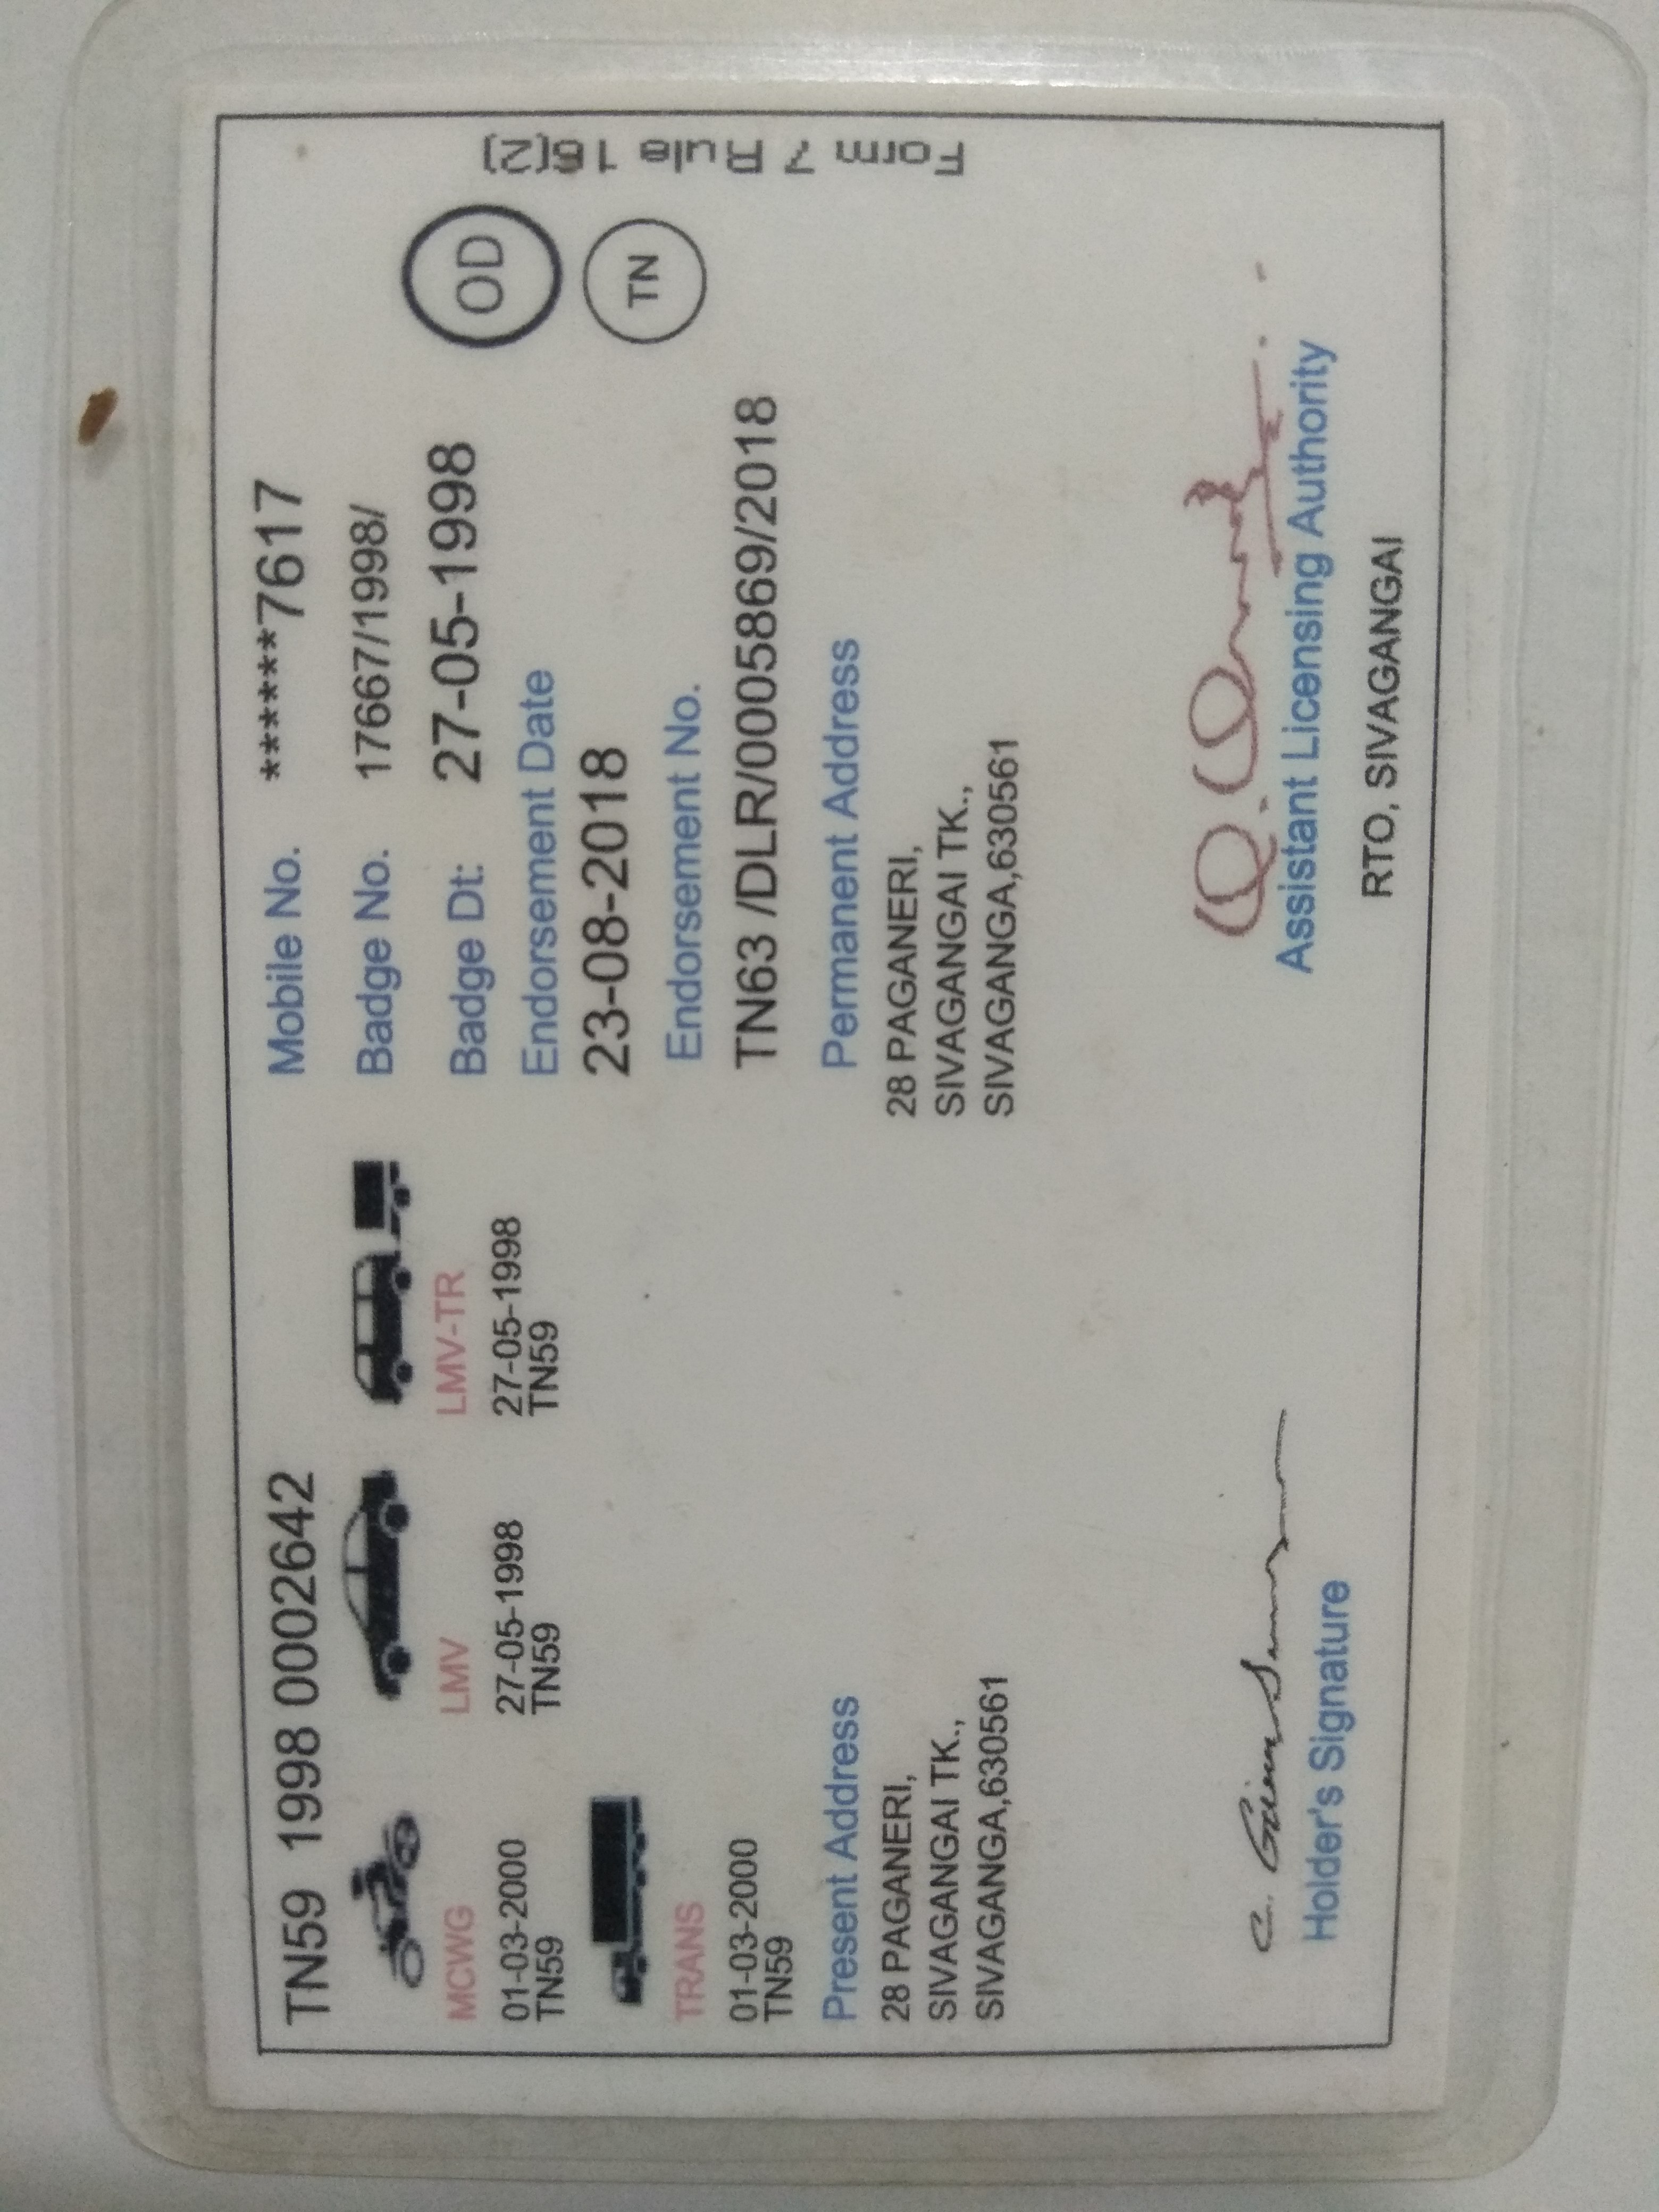 TN59 1998 0002642
Mobile No. ******7617
Badge No. 17667/1998/
Badge Dt: 27-05-1998
OD
TN
Form 7 Rule 16(2)
MCWG
01-03-2000
TN59
LMV
27-05-1998
TN59
LMV-TR
27-05-1998
TN59
TRANS
01-03-2000
TN59
Endorsement Date
23-08-2018
Endorsement No.
TN63 /DLR/0005869/2018
Present Address
28 PAGANERI,
SIVAGANGAI TK.,
SIVAGANGA,630561
Permanent Address
28 PAGANERI,
SIVAGANGAI TK.,
SIVAGANGA,630561
Holder's Signature
Assistant Licensing Authority
RTO, SIVAGANGAI